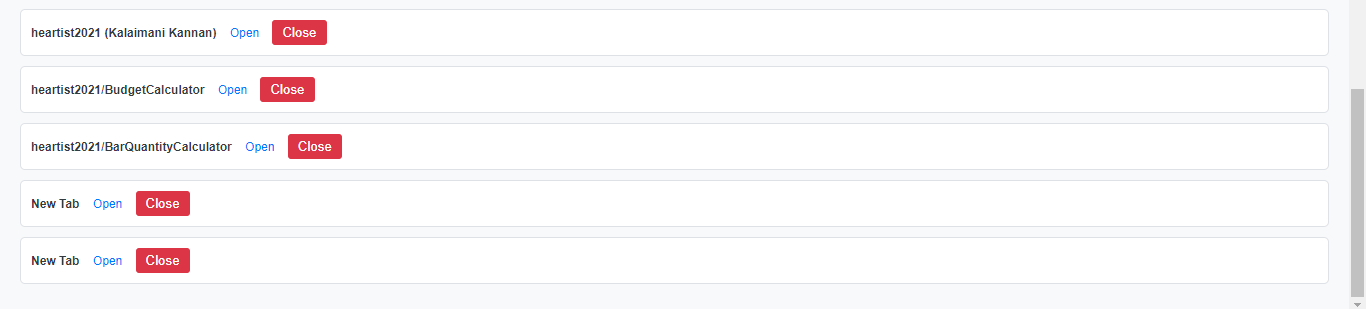 heartist2021 (Kalaimani Kannan) Open Close
heartist2021/BudgetCalculator Open Close
heartist2021/BarQuantityCalculator Open Close
New Tab Open Close
New Tab Open Close